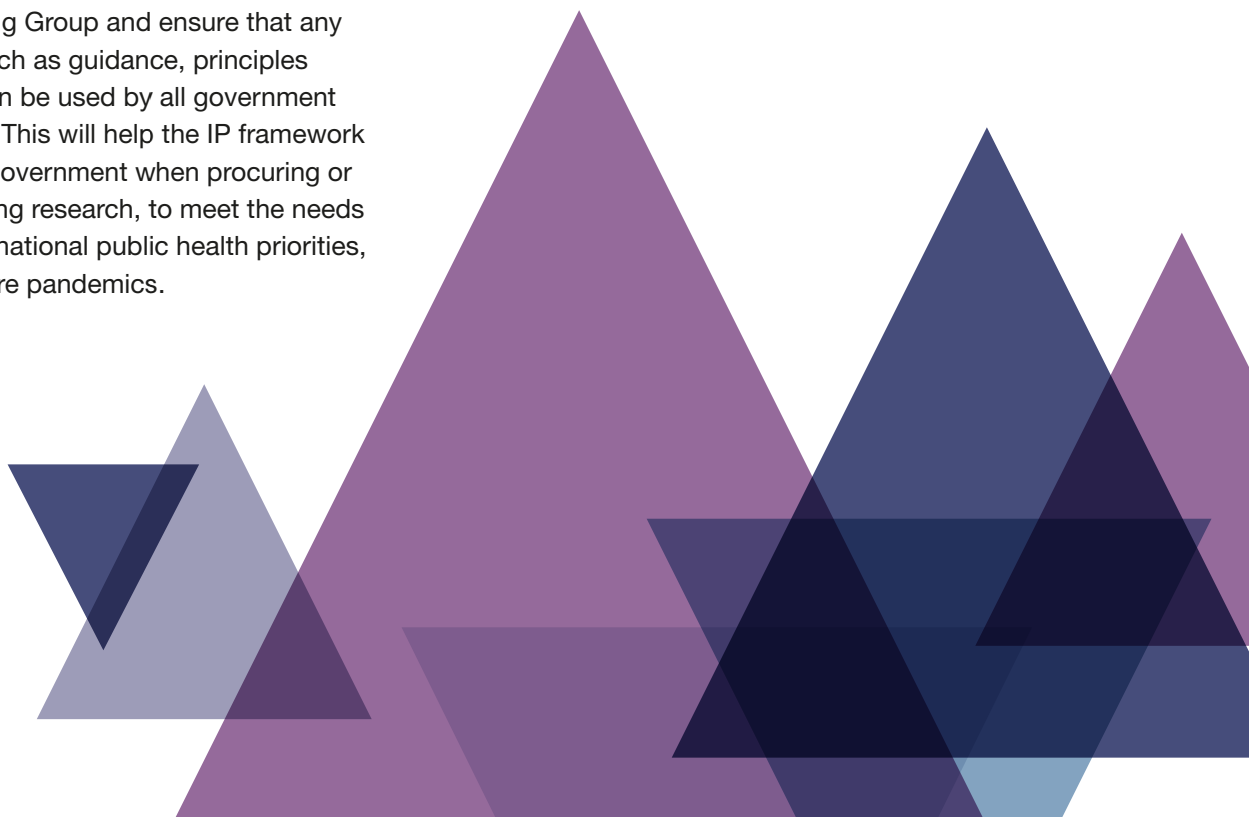 g Group and ensure that any
ch as guidance, principles
n be used by all government
This will help the IP framework
overnment when procuring or
ng research, to meet the needs
national public health priorities,
re pandemics.